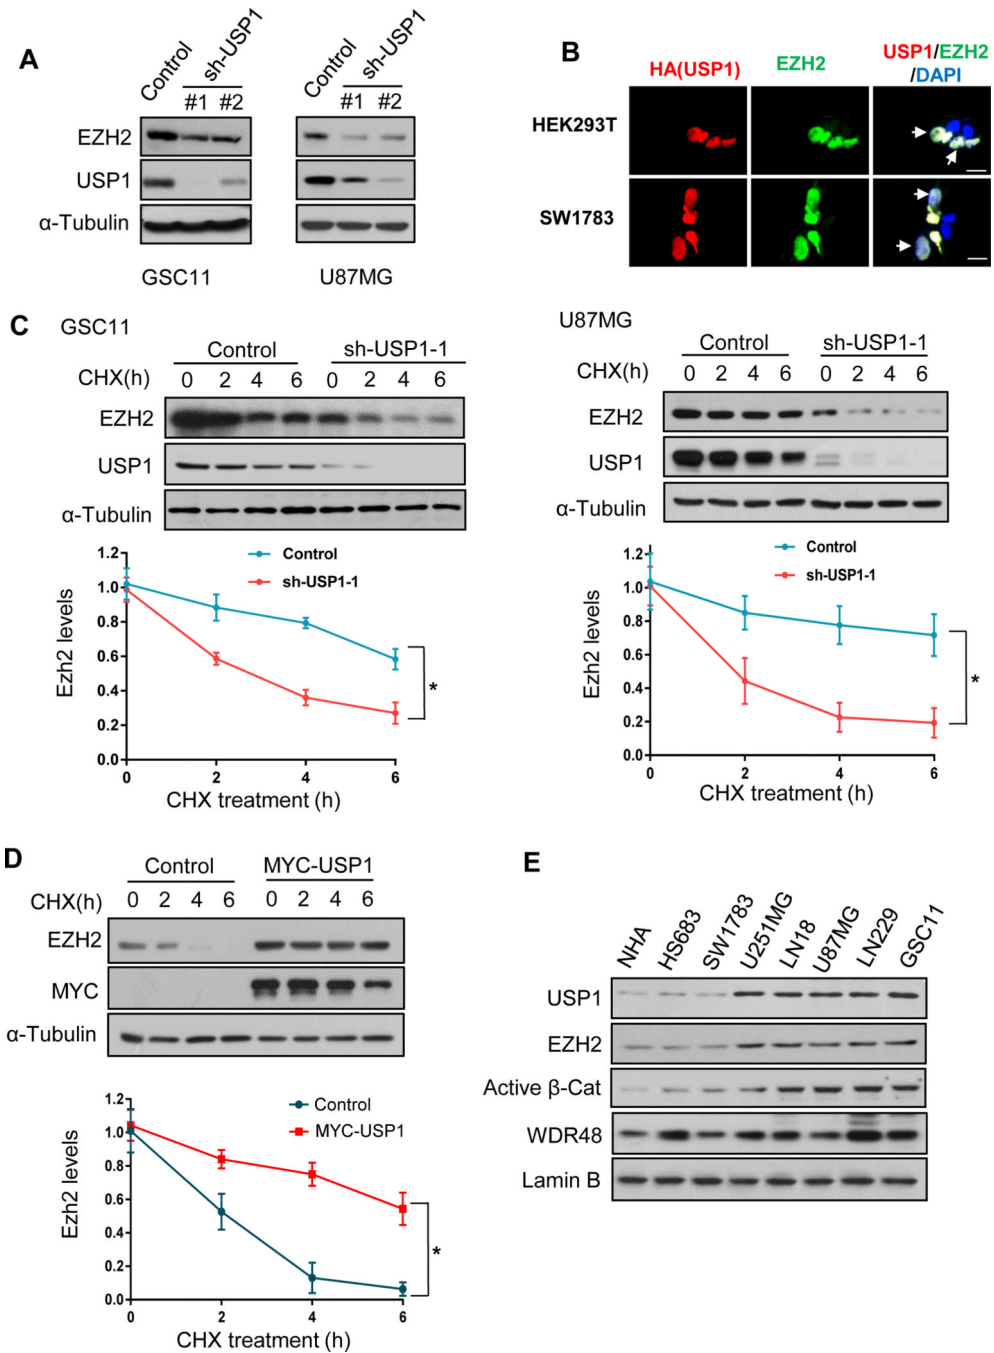 A
Control
sh-USP1
#1 #2
Control
sh-USP1
#1 #2
EZH2
USP1
α-Tubulin
GSC11
U87MG
B
HA(USP1)
EZH2
USP1/EZH2
/DAPI
HEK293T
SW1783
C
GSC11
Control sh-USP1-1
CHX(h) 0 2 4 6 0 2 4 6
EZH2
USP1
α-Tubulin
1.2
1.0
0.8
0.6
0.4
0.2
0.0
Ezh2 levels
Control
sh-USP1-1
*
0 2 4 6
CHX treatment (h)
U87MG
Control sh-USP1-1
CHX(h) 0 2 4 6 0 2 4 6
EZH2
USP1
α-Tubulin
1.2
1.0
0.8
0.6
0.4
0.2
0.0
Ezh2 levels
Control
sh-USP1-1
*
0 2 4 6
CHX treatment (h)
D
Control MYC-USP1
CHX(h) 0 2 4 6 0 2 4 6
EZH2
MYC
α-Tubulin
1.2
1.0
0.8
0.6
0.4
0.2
0.0
Ezh2 levels
Control
MYC-USP1
*
0 2 4 6
CHX treatment (h)
E
NHA HS683 SW1783 U251MG LN18 U87MG LN229 GSC11
USP1
EZH2
Active β-Cat
WDR48
Lamin B